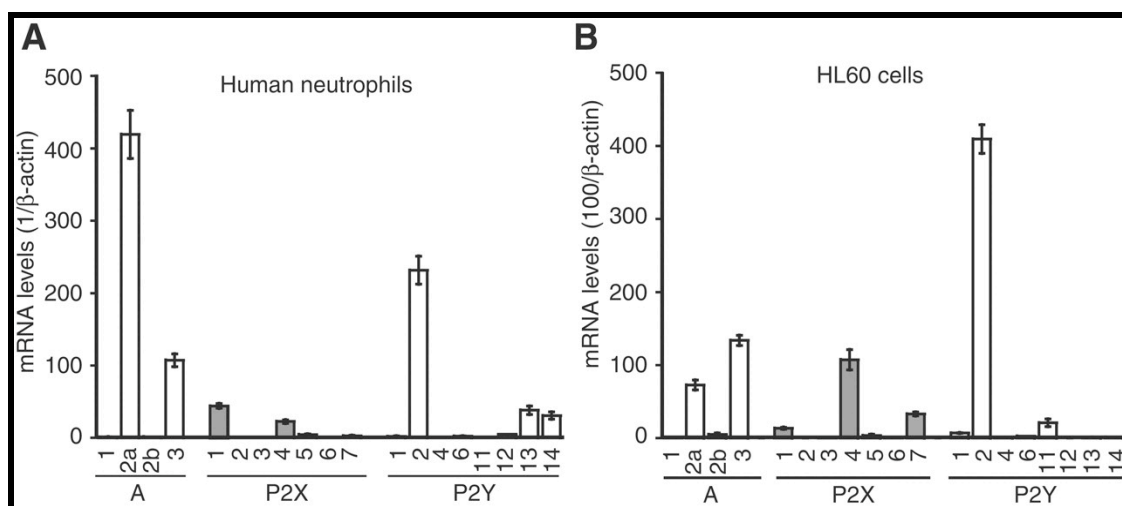 A
Human neutrophils
mRNA levels (1/β-actin)
500
400
300
200
100
0
1 2a 2b 3 1 2 3 4 5 6 7 1 2 4 6 11 12 13 14
A P2X P2Y
B
HL60 cells
mRNA levels (100/β-actin)
500
400
300
200
100
0
1 2a 2b 3 1 2 3 4 5 6 7 1 2 4 6 11 12 13 14
A P2X P2Y